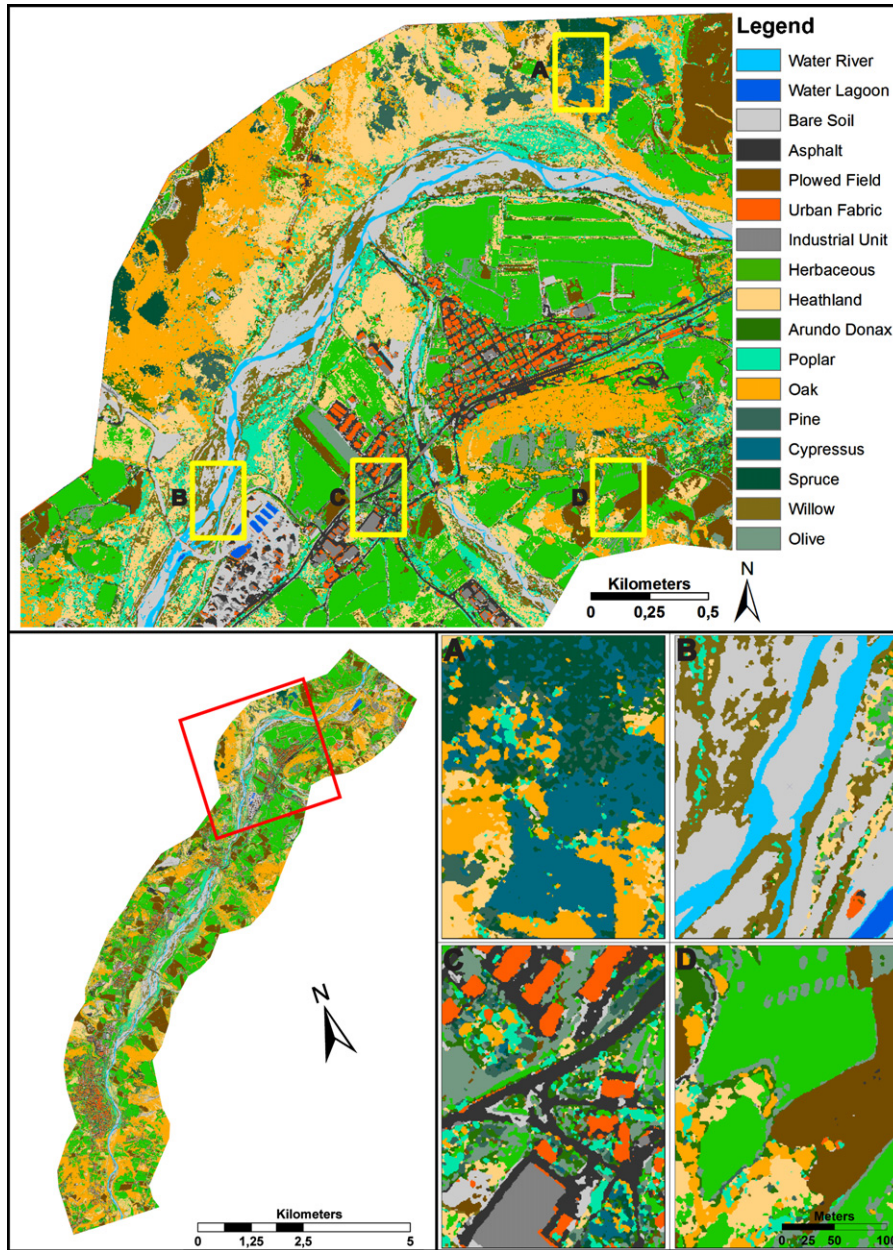 Legend
Water River
Water Lagoon
Bare Soil
Asphalt
Plowed Field
Urban Fabric
Industrial Unit
Herbaceous
Heathland
Arundo Donax
Poplar
Oak
Pine
Cypressus
Spruce
Willow
Olive
A
B
C
D
Kilometers
0 0,25 0,5
N
N
Kilometers
0 1,25 2,5 5
A
B
C
D
Meters
0 25 50 100